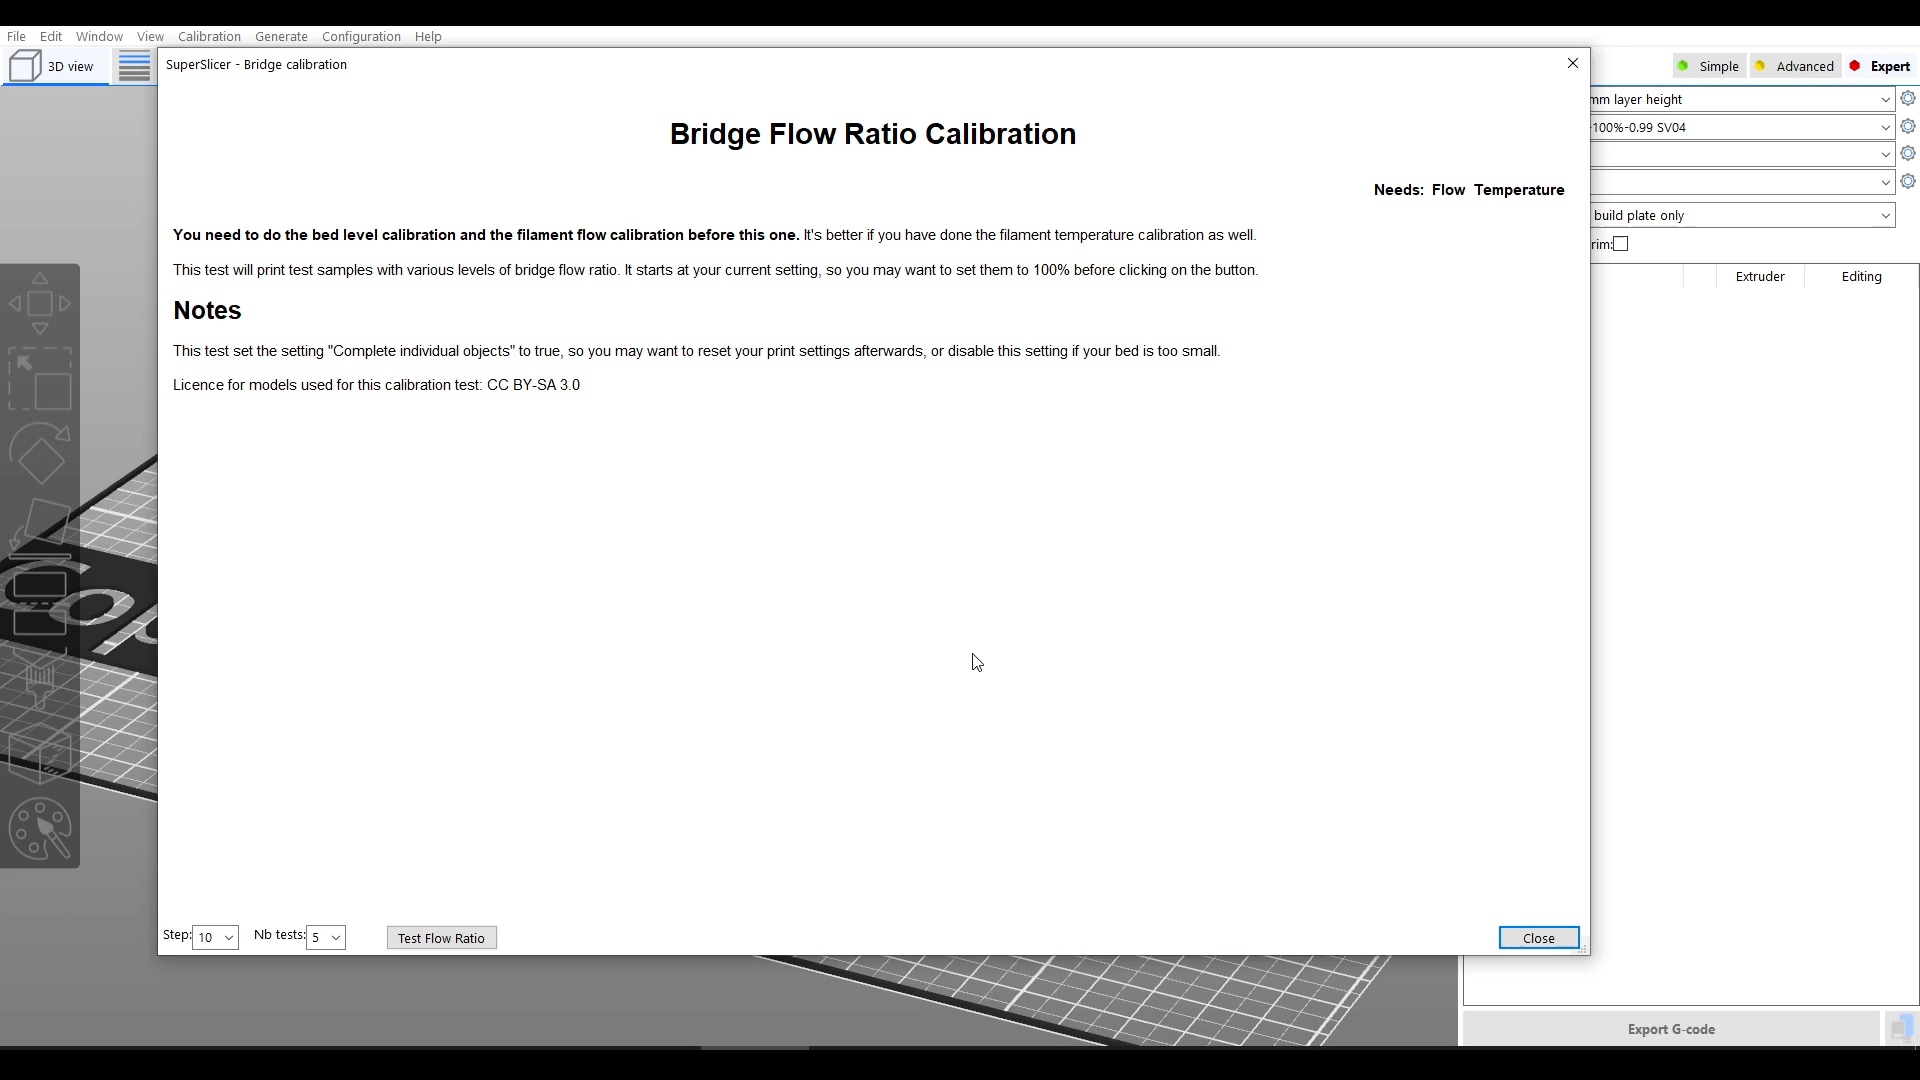 File Edit Window View Calibration Generate Configuration Help
3D view
SuperSlicer - Bridge calibration
Simple Advanced Expert
mm layer height
100%-0.99 SV04
build plate only
Extruder Editing
Bridge Flow Ratio Calibration
Needs: Flow Temperature
You need to do the bed level calibration and the filament flow calibration before this one. It's better if you have done the filament temperature calibration as well.
This test will print test samples with various levels of bridge flow ratio. It starts at your current setting, so you may want to set them to 100% before clicking on the button.
Notes
This test set the setting "Complete individual objects" to true, so you may want to reset your print settings afterwards, or disable this setting if your bed is too small.
Licence for models used for this calibration test: CC BY-SA 3.0
Step: 10 Nb tests: 5 Test Flow Ratio Close
Export G-code